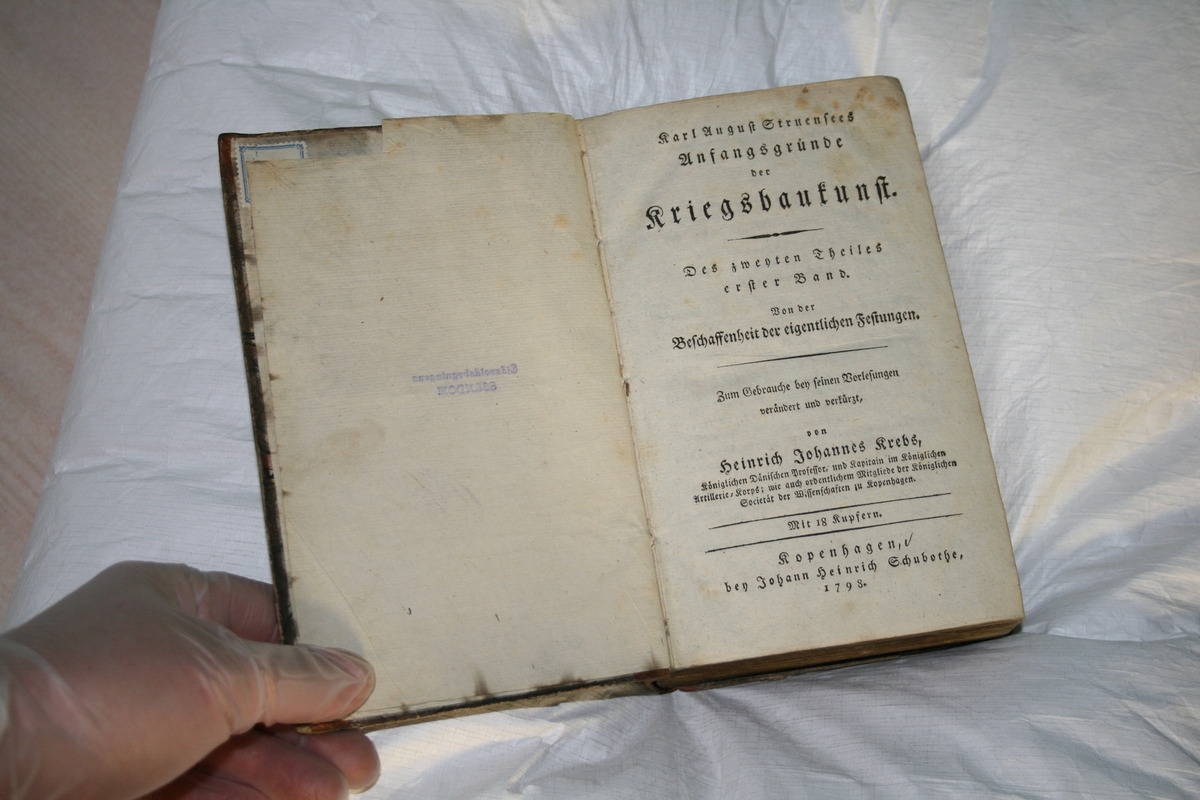 Karl August Struensees
Anfangsgründe
der
Kriegsbaukunst.
Des zweyten Theiles
erster Band.
Von der
Beschaffenheit der eigentlichen Festungen.
Zum Gebrauche bey seinen Vorlesungen
verändert und verkürzt,
von
Heinrich Johannes Krebs,
Königlichen Dänischen Professor, und Kapitain im Königlichen
Artillerie-Korps; wie auch ordentlichem Mitgliede der Königlichen
Societät der Wissenschaften zu Kopenhagen.
Mit 18 Kupfern.
Kopenhagen,
bey Johann Heinrich Schubothe,
1798.